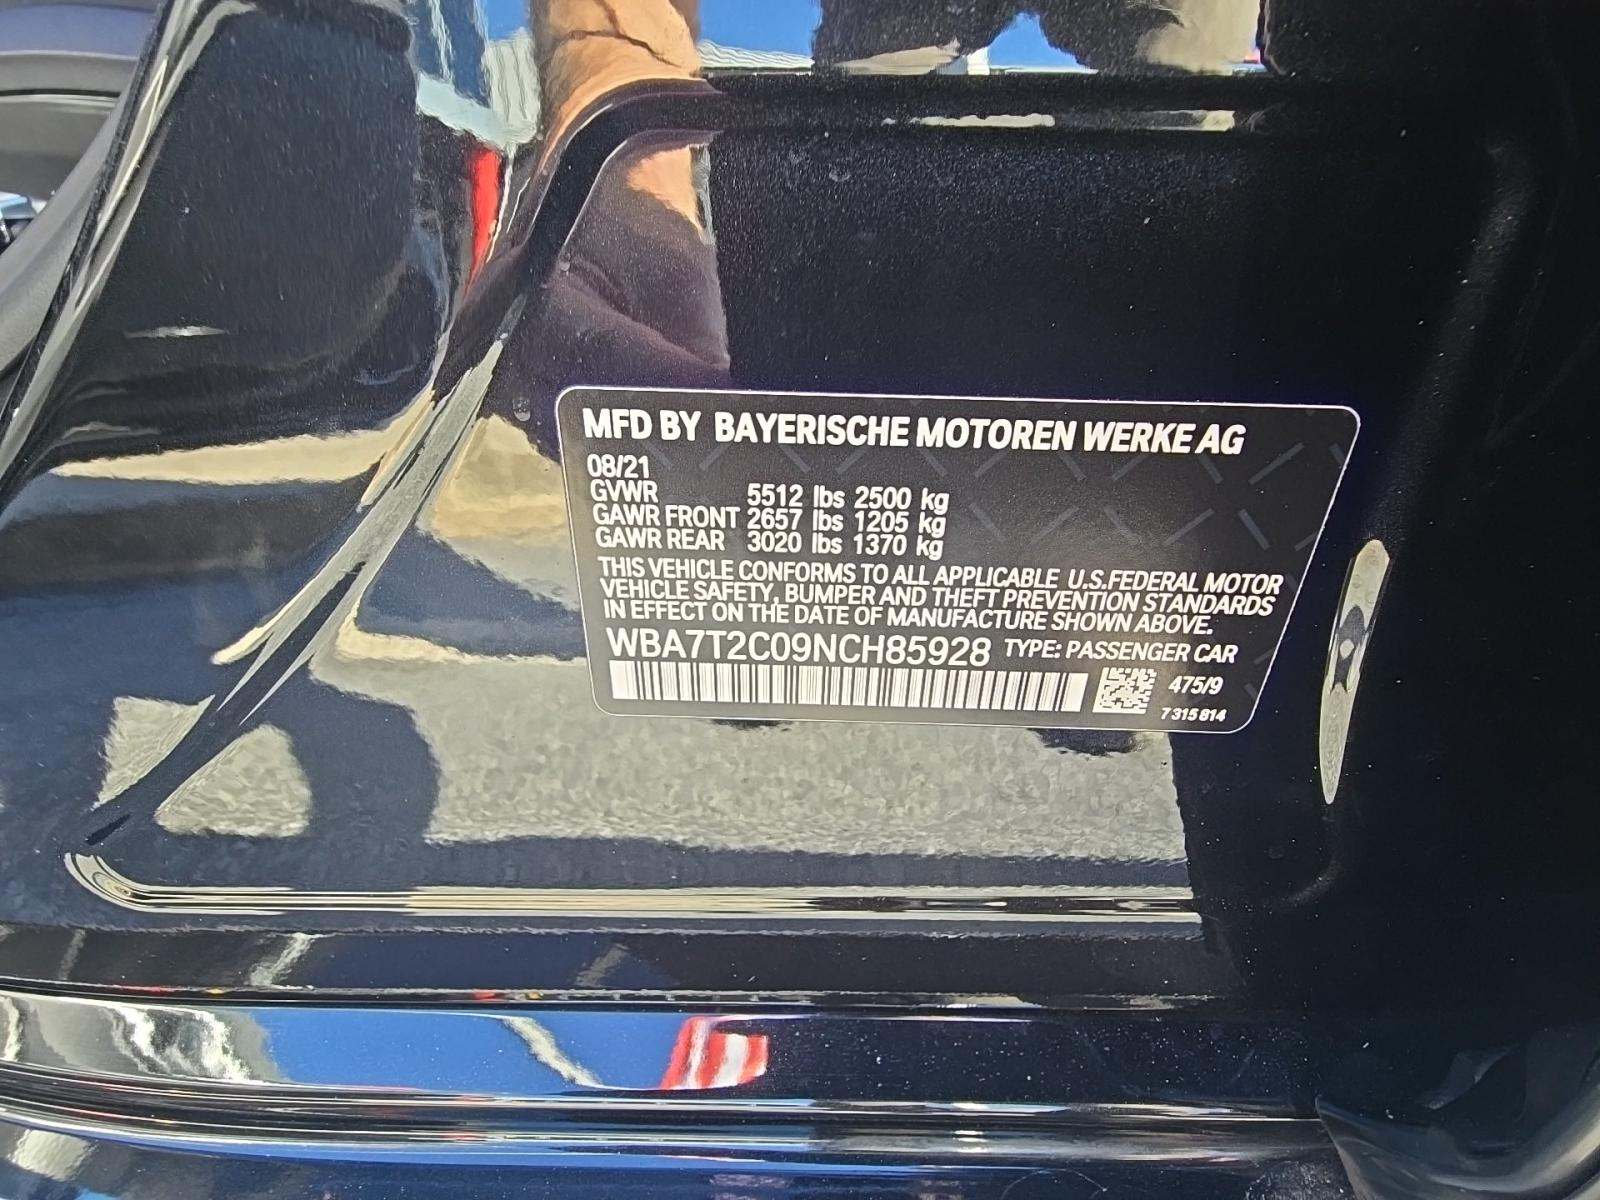 MFD BY BAYERISCHE MOTOREN WERKE AG
08/21
GVWR 5512 lbs 2500 kg
GAWR FRONT 2657 lbs 1205 kg
GAWR REAR 3020 lbs 1370 kg
THIS VEHICLE CONFORMS TO ALL APPLICABLE U.S.FEDERAL MOTOR
VEHICLE SAFETY, BUMPER AND THEFT PREVENTION STANDARDS
IN EFFECT ON THE DATE OF MANUFACTURE SHOWN ABOVE.
WBA7T2C09NCH85928 TYPE: PASSENGER CAR
475/9
7 315 814